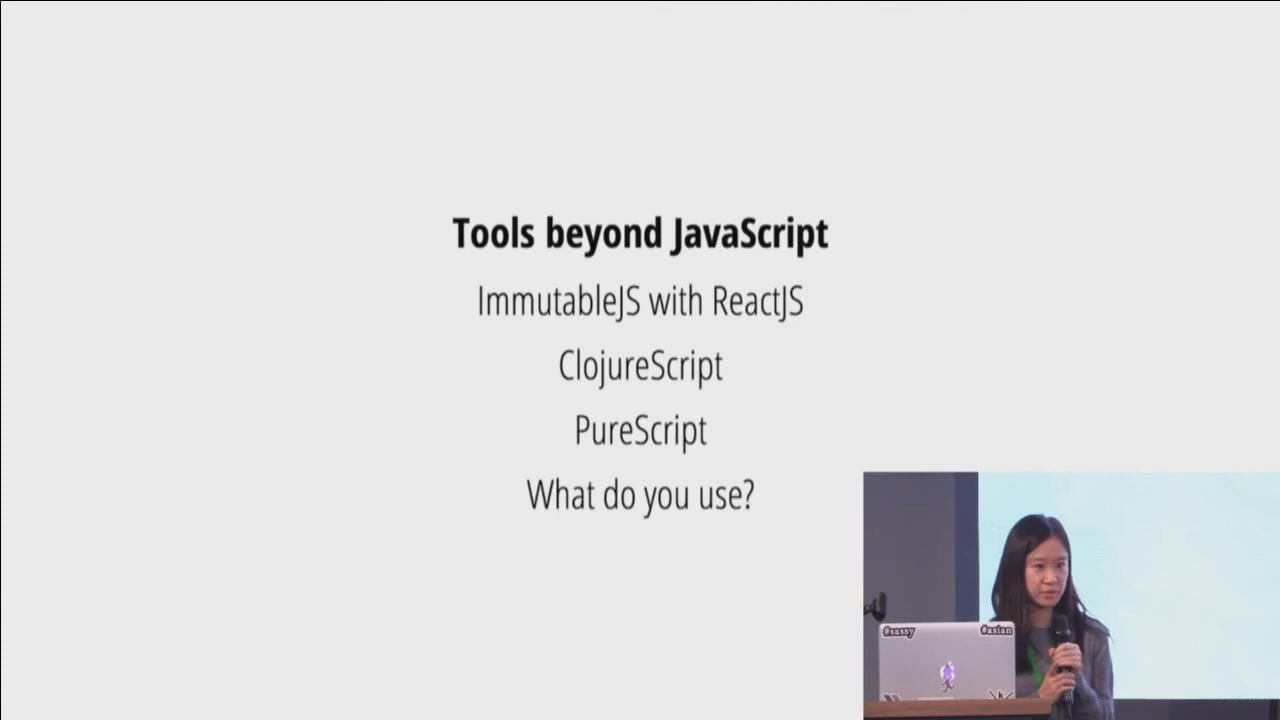 Tools beyond JavaScript
ImmutableJS with ReactJS
ClojureScript
PureScript
What do you use?
#sassy
#asian